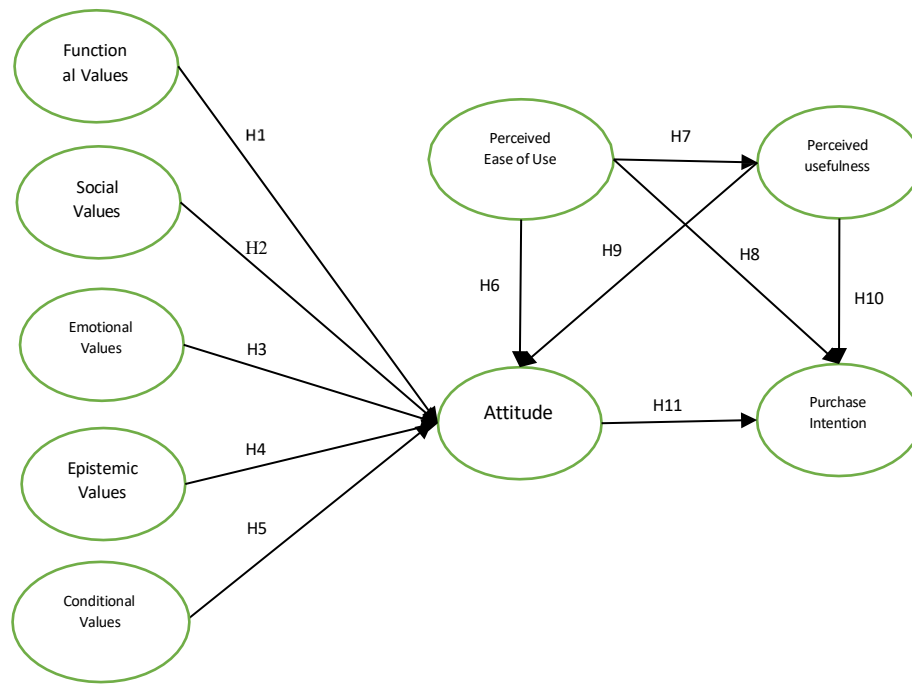 Function
al Values
H1
Social
Values
H2
Emotional
Values
H3
Epistemic
Values
H4
Conditional
Values
H5
Perceived
Ease of Use
H7
Perceived
usefulness
H6
H9
H8
H10
Attitude
H11
Purchase
Intention